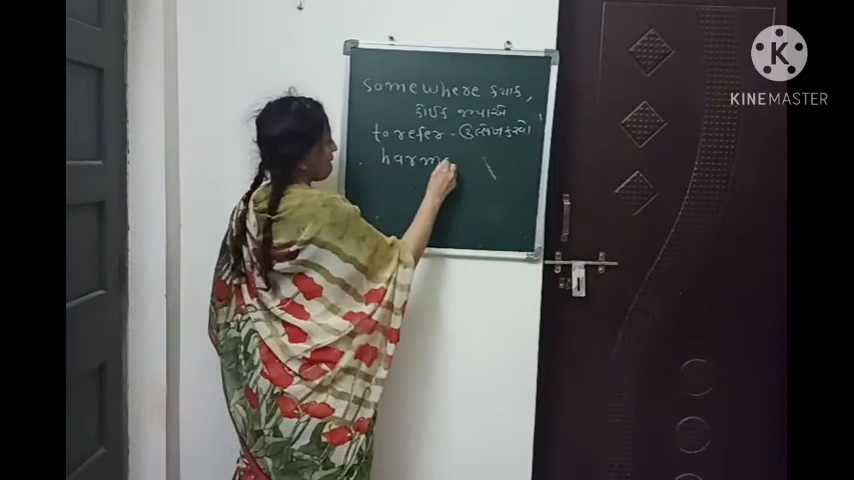 somewhere ક્યાંક,
કોઈક જગ્યાએ
to refer - ઉલ્લેખ કરવો
harm
KINEMASTER